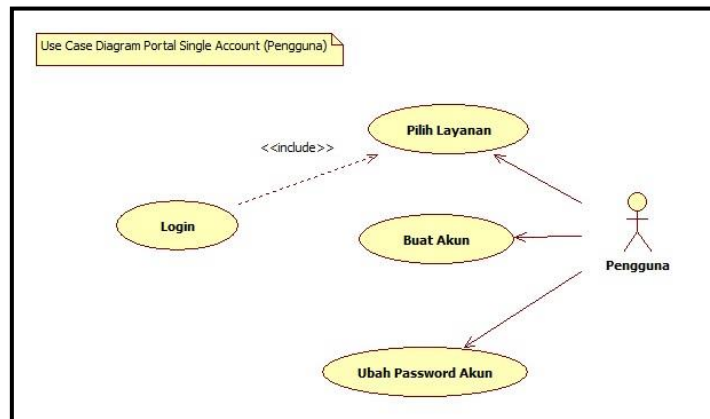 Use Case Diagram Portal Single Account (Pengguna)
Pilih Layanan
<<include>>
Login
Buat Akun
Pengguna
Ubah Password Akun